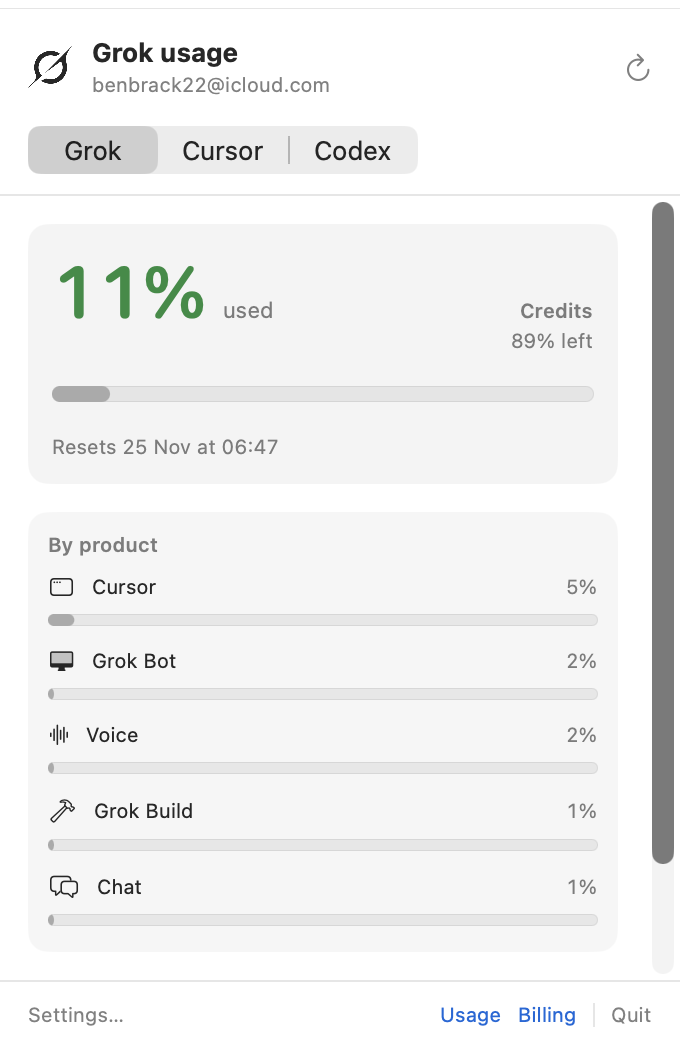 Grok usage
benbrack22@icloud.com
Grok Cursor Codex
11% used
Credits
89% left
Resets 25 Nov at 06:47
By product
Cursor 5%
Grok Bot 2%
Voice 2%
Grok Build 1%
Chat 1%
Settings... Usage Billing Quit